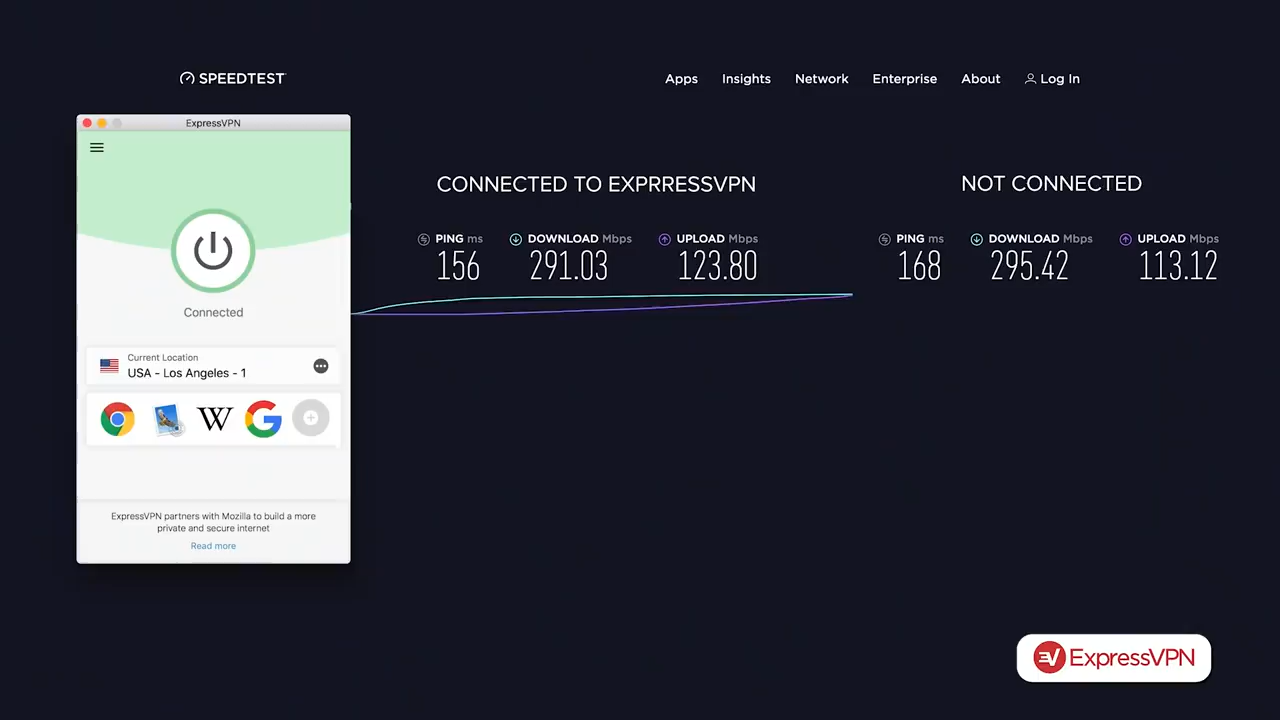 SPEEDTEST
Apps Insights Network Enterprise About Log In
ExpressVPN
CONNECTED TO EXPRRESSVPN
NOT CONNECTED
PING ms DOWNLOAD Mbps UPLOAD Mbps
156 291.03 123.80
PING ms DOWNLOAD Mbps UPLOAD Mbps
168 295.42 113.12
Connected
Current Location
USA - Los Angeles - 1
W
G
ExpressVPN partners with Mozilla to build a more
private and secure internet
Read more
ExpressVPN